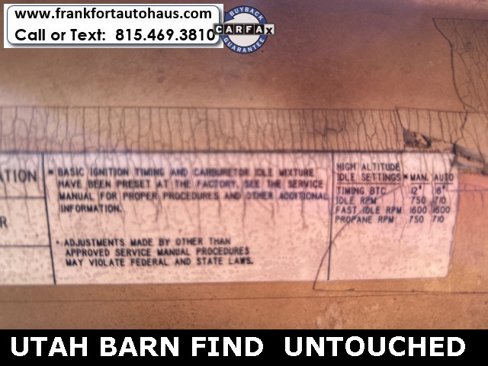 www.frankfortautohaus.com
Call or Text: 815.469.3810
BUYBACK
CARFAX
GUARANTEE
ATION
R
* BASIC IGNITION TIMING AND CARBURETOR IDLE MIXTURE
HAVE BEEN PRESET AT THE FACTORY. SEE THE SERVICE
MANUAL FOR PROPER PROCEDURES AND OTHER ADDITIONAL
INFORMATION.
* ADJUSTMENTS MADE BY OTHER THAN
APPROVED SERVICE MANUAL PROCEDURES
MAY VIOLATE FEDERAL AND STATE LAWS.
HIGH ALTITUDE
IDLE SETTINGS * MAN. AUTO
TIMING BTC 12° 16°
IDLE RPM 750 710
FAST IDLE RPM 1600 1600
PROPANE RPM 750 710
UTAH BARN FIND UNTOUCHED